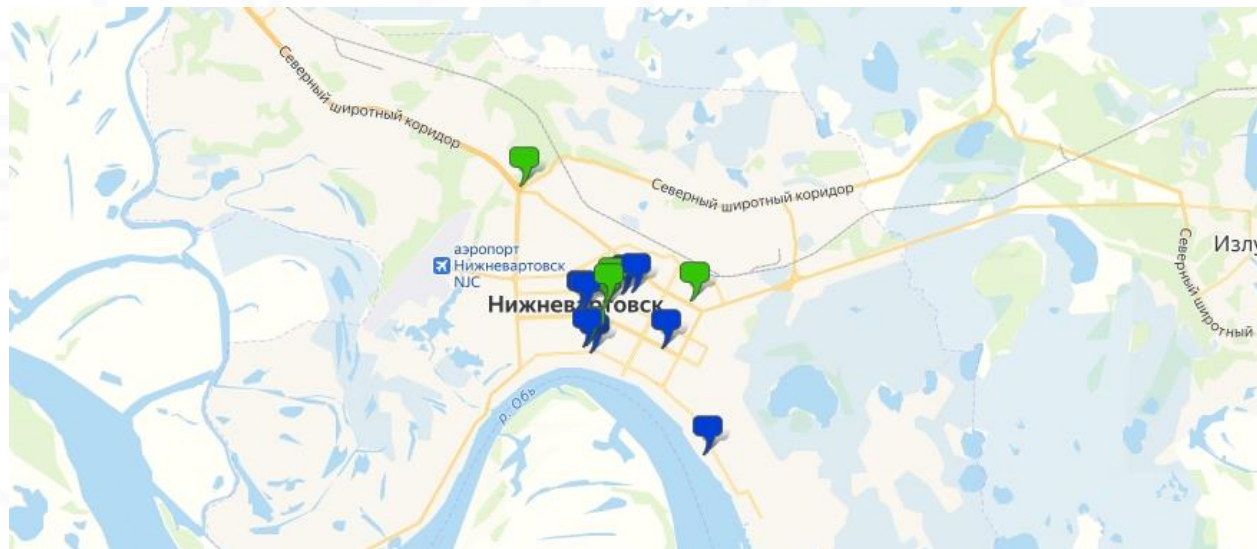 Северный широтный коридор
Северный широтный коридор
аэропорт
Нижневартовск
NJC
Нижневартовск
р. Обь
Северный широтный
Излу